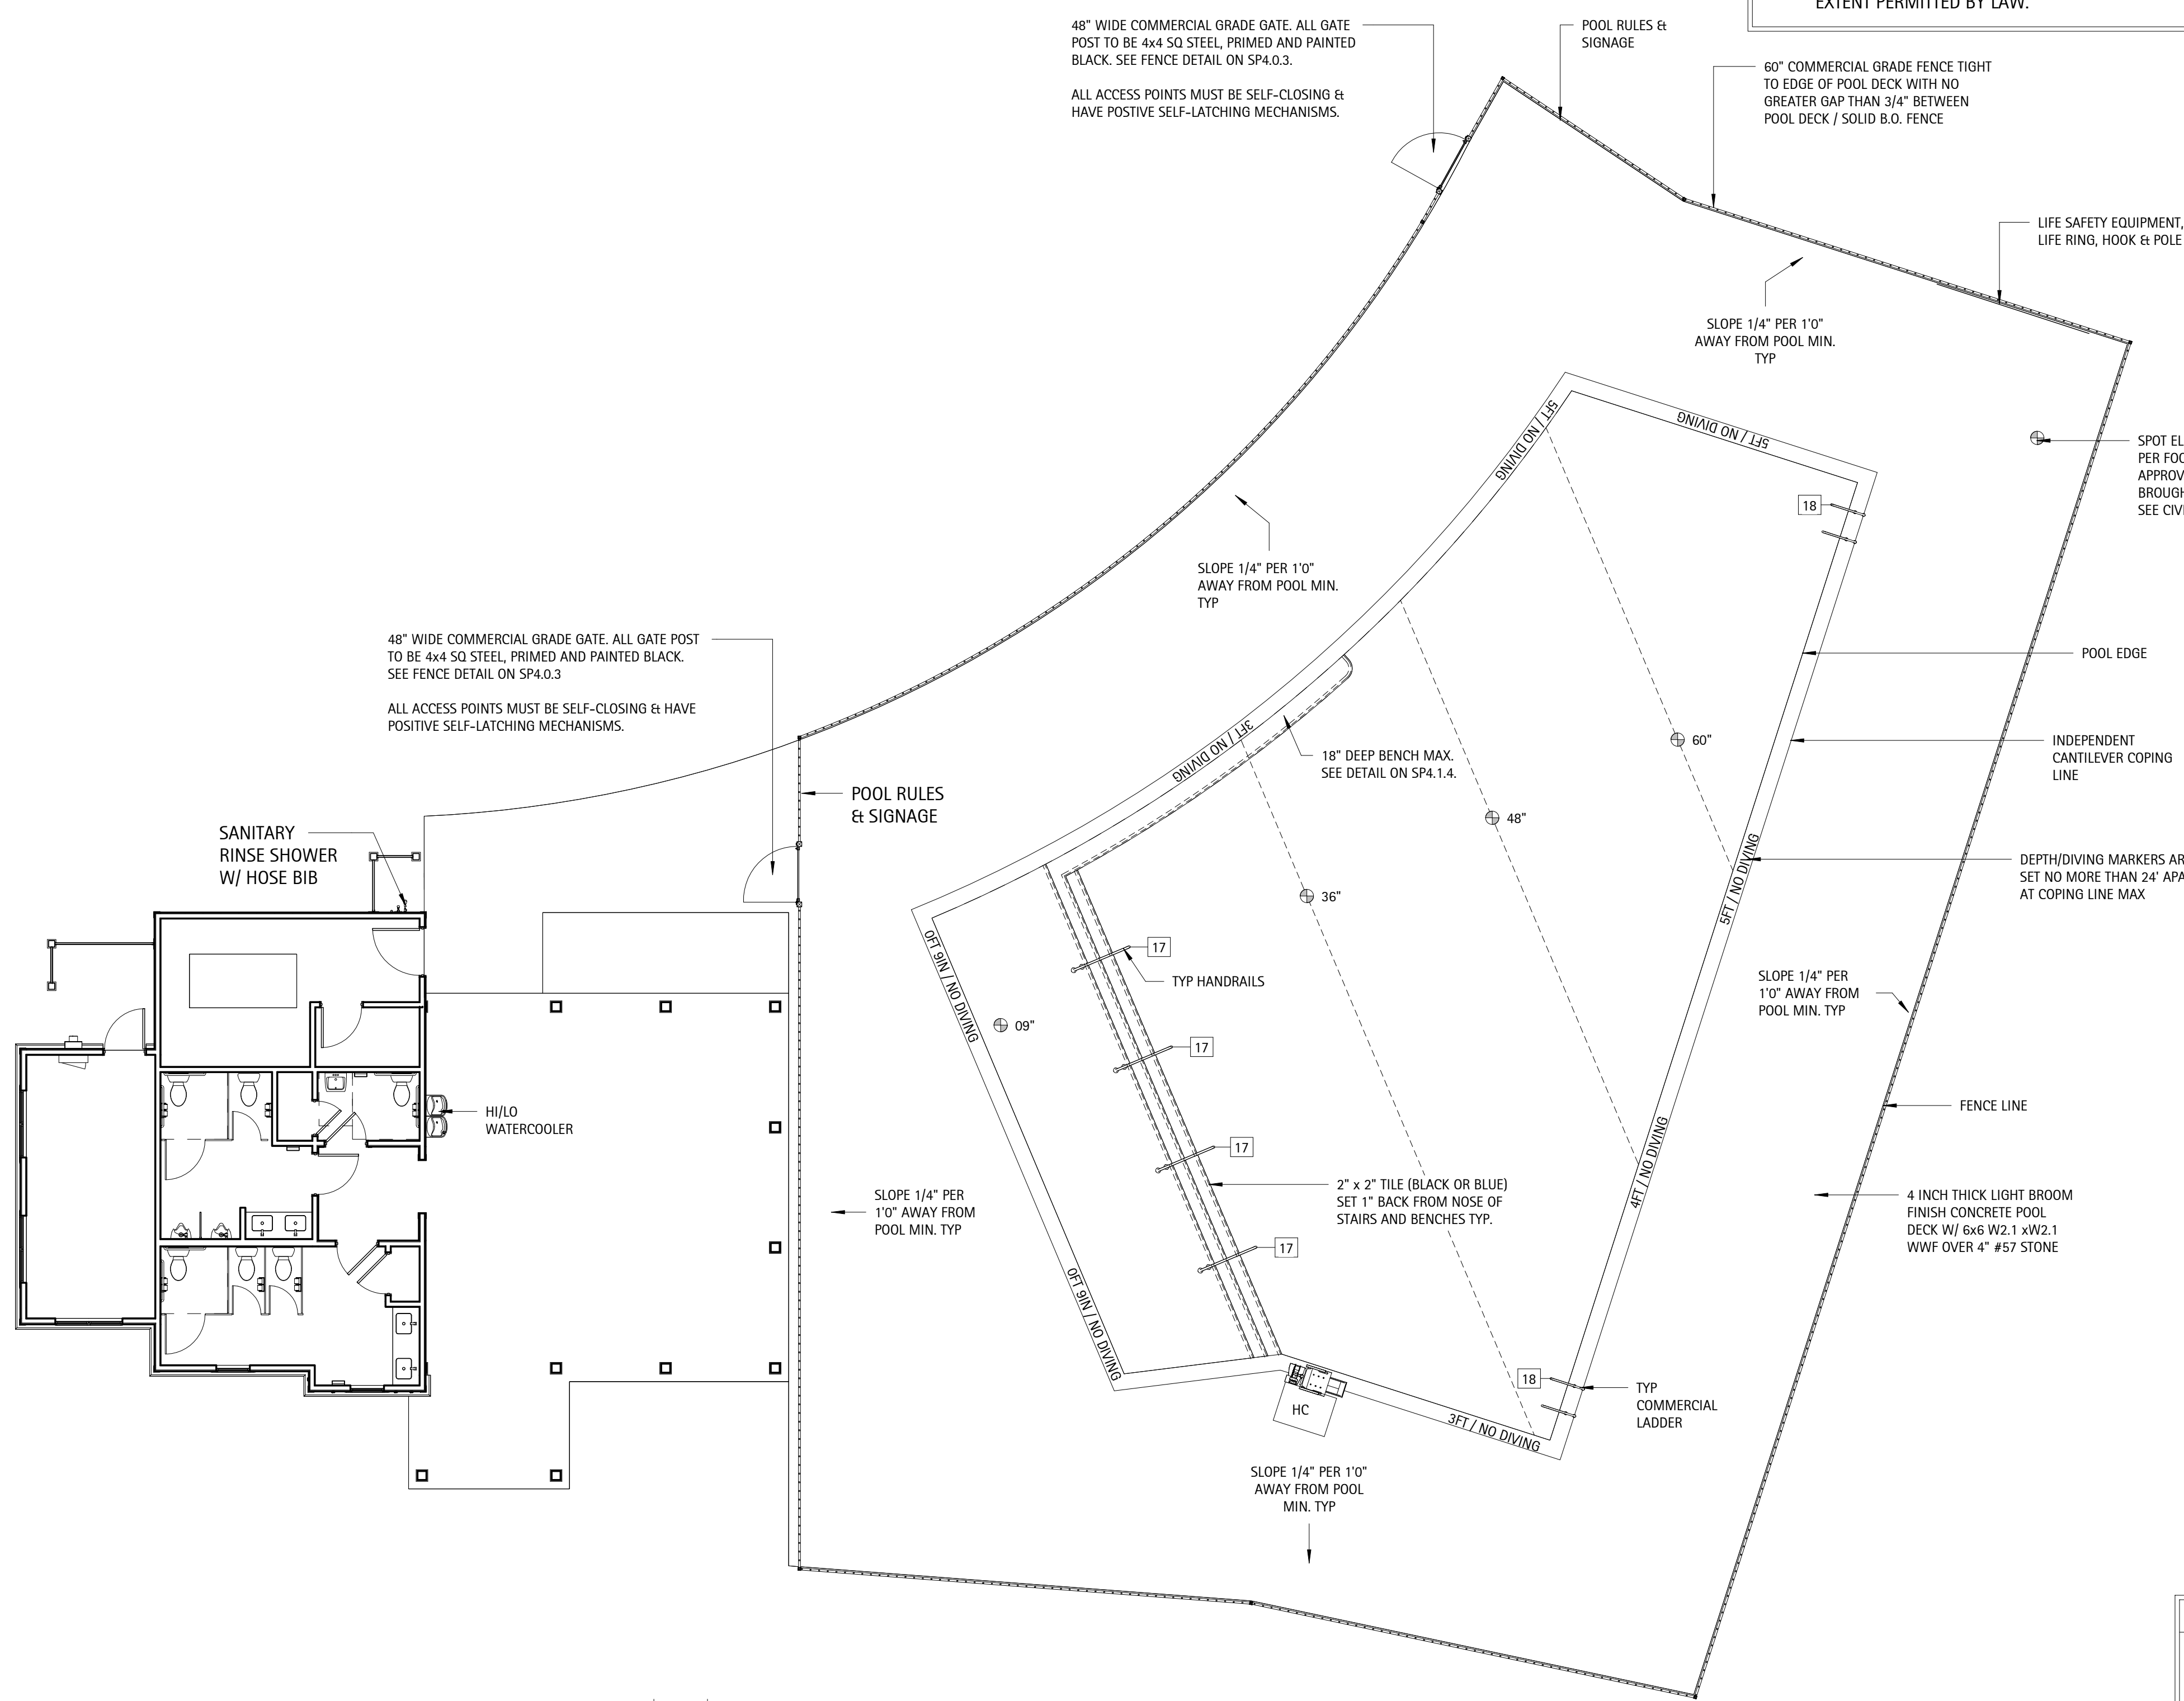 EXTENT PERMITTED BY LAW.
48" WIDE COMMERCIAL GRADE GATE. ALL GATE
POST TO BE 4x4 SQ STEEL, PRIMED AND PAINTED
BLACK. SEE FENCE DETAIL ON SP4.0.3.
ALL ACCESS POINTS MUST BE SELF-CLOSING &
HAVE POSTIVE SELF-LATCHING MECHANISMS.
POOL RULES &
SIGNAGE
60" COMMERCIAL GRADE FENCE TIGHT
TO EDGE OF POOL DECK WITH NO
GREATER GAP THAN 3/4" BETWEEN
POOL DECK / SOLID B.O. FENCE
LIFE SAFETY EQUIPMENT,
LIFE RING, HOOK & POLE
SLOPE 1/4" PER 1'0"
AWAY FROM POOL MIN.
TYP
5FT / NO DIVING
5FT / NO DIVING
SPOT EL
PER FOO
APPROV
BROUGH
SEE CIV
18
SLOPE 1/4" PER 1'0"
AWAY FROM POOL MIN.
TYP
48" WIDE COMMERCIAL GRADE GATE. ALL GATE POST
TO BE 4x4 SQ STEEL, PRIMED AND PAINTED BLACK.
SEE FENCE DETAIL ON SP4.0.3
ALL ACCESS POINTS MUST BE SELF-CLOSING & HAVE
POSITIVE SELF-LATCHING MECHANISMS.
POOL EDGE
3FT / NO DIVING
18" DEEP BENCH MAX.
SEE DETAIL ON SP4.1.4.
60"
INDEPENDENT
CANTILEVER COPING
LINE
POOL RULES
& SIGNAGE
48"
SANITARY
RINSE SHOWER
W/ HOSE BIB
5FT / NO DIVING
DEPTH/DIVING MARKERS AR
SET NO MORE THAN 24' APA
AT COPING LINE MAX
36"
0FT 9IN / NO DIVING
17
TYP HANDRAILS
09"
SLOPE 1/4" PER
1'0" AWAY FROM
POOL MIN. TYP
17
HI/LO
WATERCOOLER
FENCE LINE
17
4FT / NO DIVING
2" x 2" TILE (BLACK OR BLUE)
SET 1" BACK FROM NOSE OF
STAIRS AND BENCHES TYP.
SLOPE 1/4" PER
1'0" AWAY FROM
POOL MIN. TYP
4 INCH THICK LIGHT BROOM
FINISH CONCRETE POOL
DECK W/ 6x6 W2.1 xW2.1
WWF OVER 4" #57 STONE
17
0FT 9IN / NO DIVING
18
TYP
COMMERCIAL
LADDER
HC
3FT / NO DIVING
SLOPE 1/4" PER 1'0"
AWAY FROM POOL
MIN. TYP